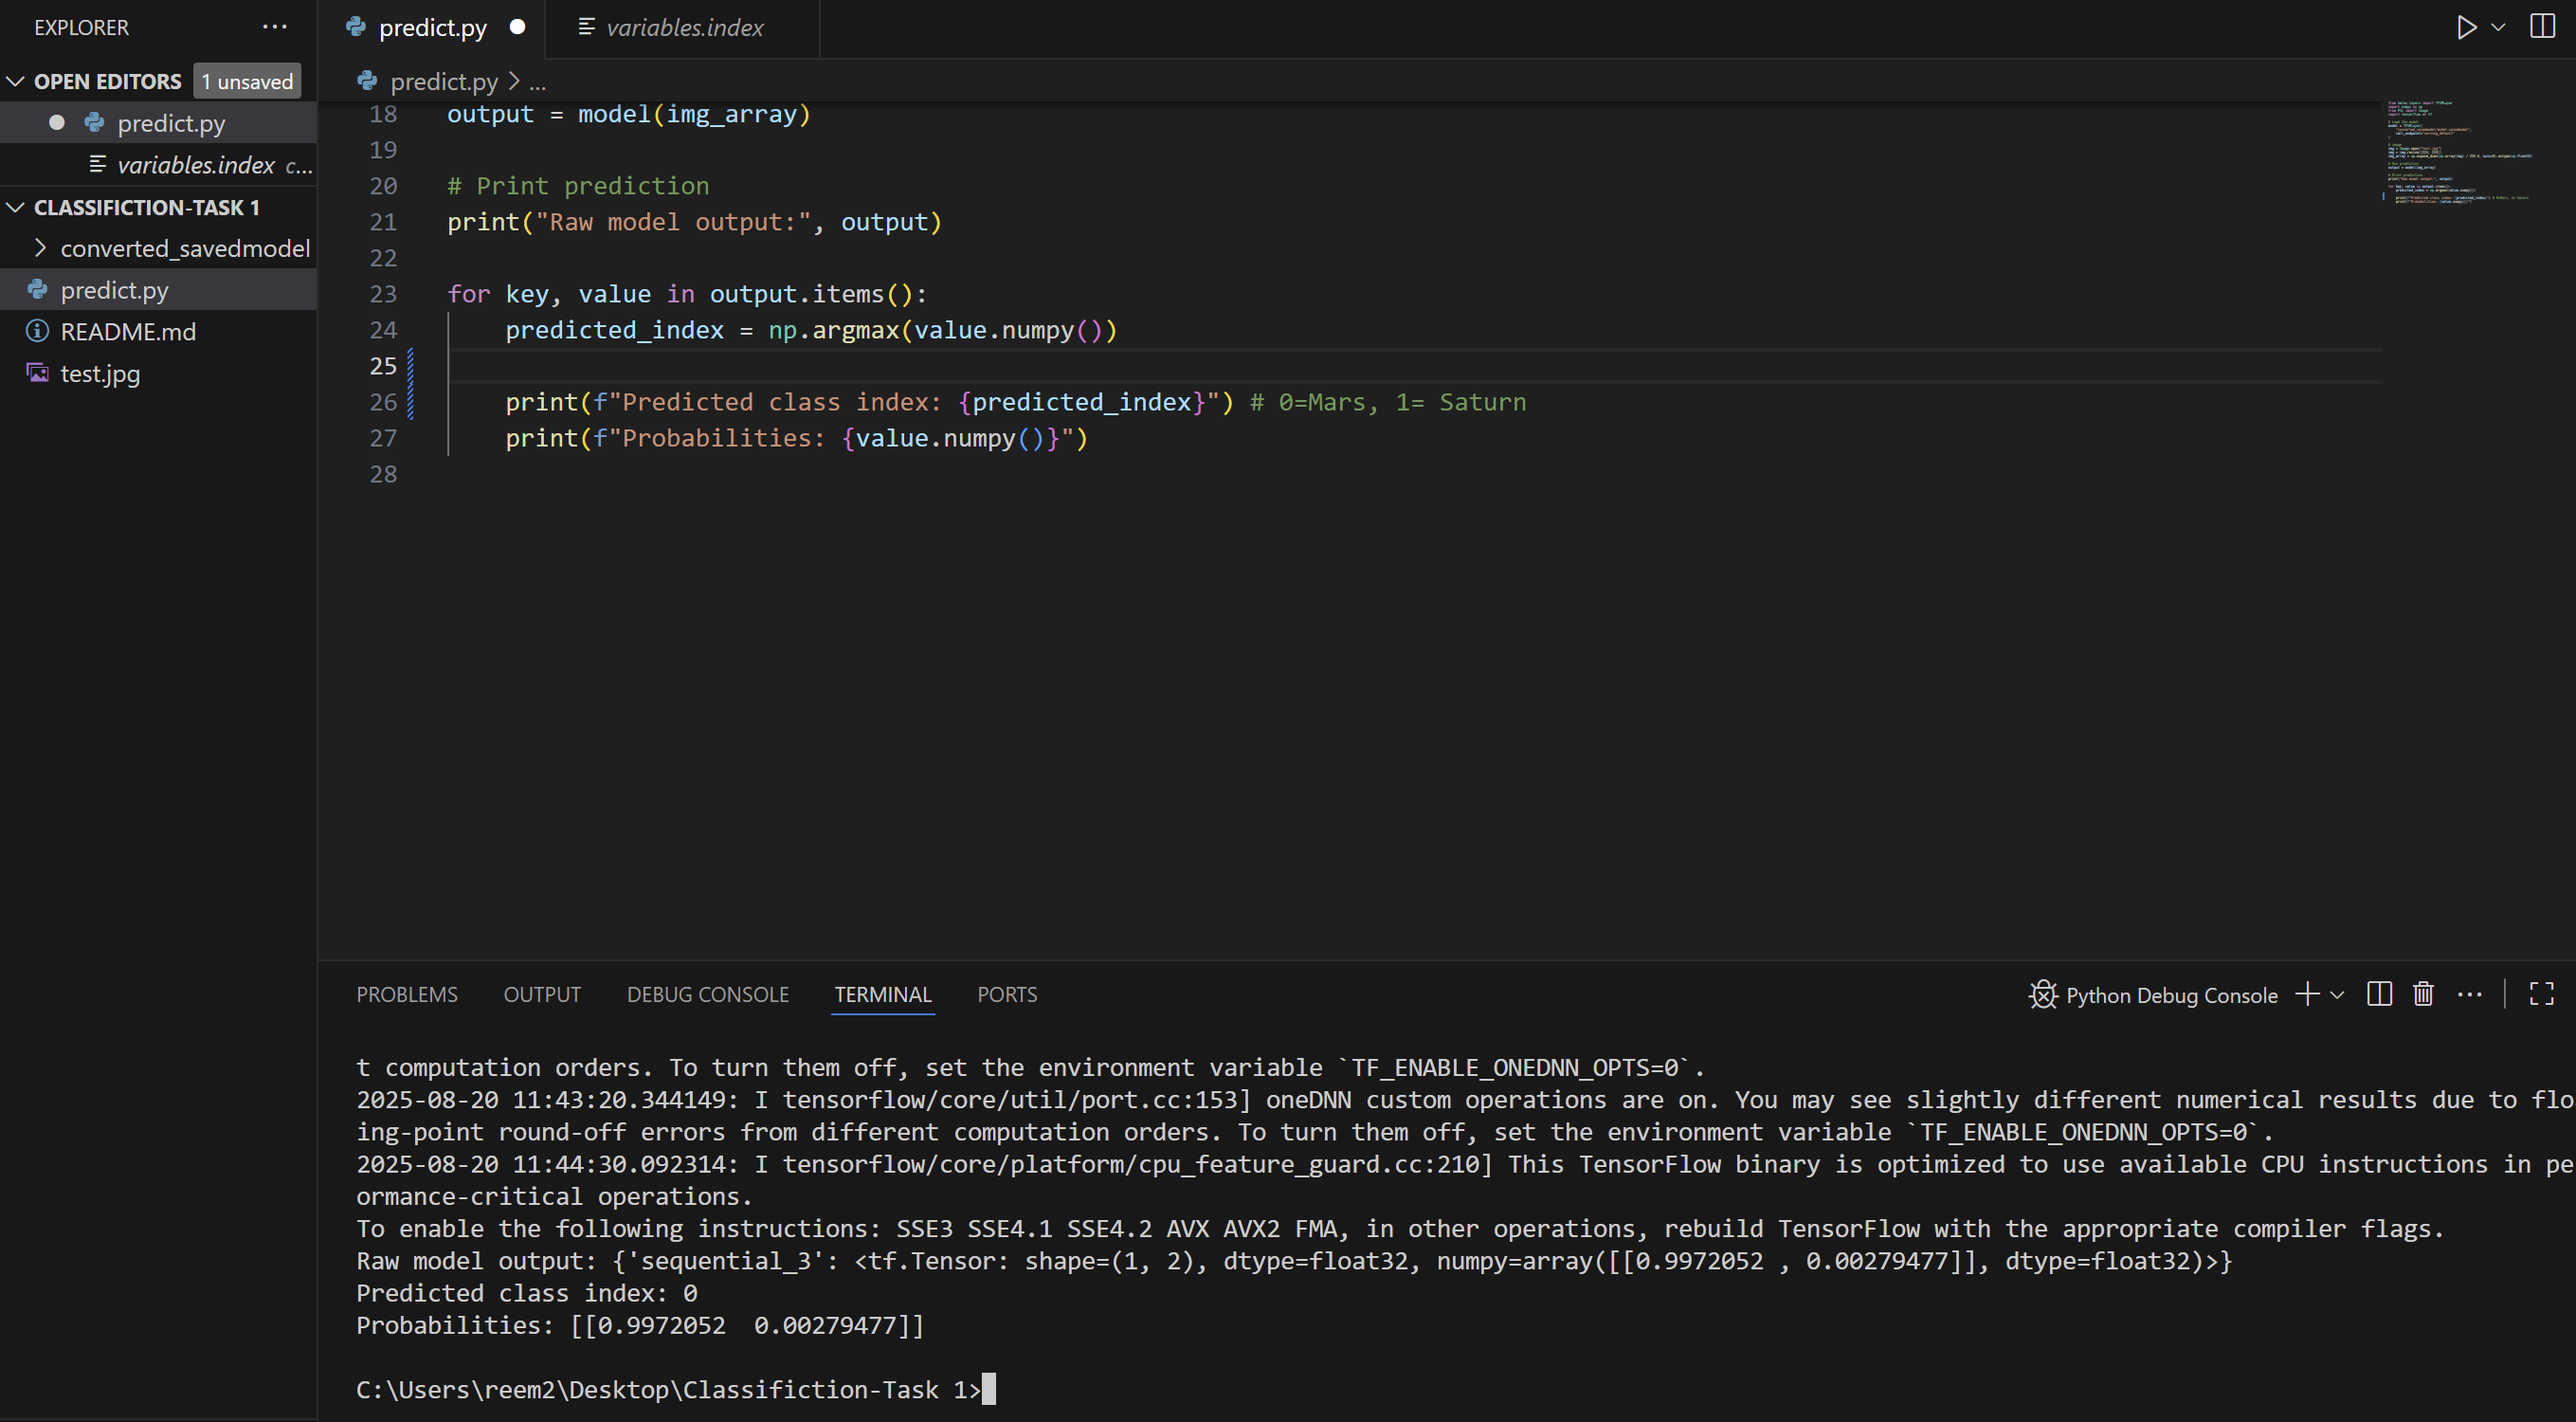 EXPLORER
OPEN EDITORS 1 unsaved
predict.py
variables.index c...
CLASSIFICTION-TASK 1
converted_savedmodel
predict.py
README.md
test.jpg
predict.py
variables.index
predict.py > ...
18 output = model(img_array)
19
20 # Print prediction
21 print("Raw model output:", output)
22
23 for key, value in output.items():
24 predicted_index = np.argmax(value.numpy())
25
26 print(f"Predicted class index: {predicted_index}") # 0=Mars, 1= Saturn
27 print(f"Probabilities: {value.numpy()}")
28
PROBLEMS OUTPUT DEBUG CONSOLE TERMINAL PORTS
Python Debug Console
t computation orders. To turn them off, set the environment variable `TF_ENABLE_ONEDNN_OPTS=0`.
2025-08-20 11:43:20.344149: I tensorflow/core/util/port.cc:153] oneDNN custom operations are on. You may see slightly different numerical results due to flo
ing-point round-off errors from different computation orders. To turn them off, set the environment variable `TF_ENABLE_ONEDNN_OPTS=0`.
2025-08-20 11:44:30.092314: I tensorflow/core/platform/cpu_feature_guard.cc:210] This TensorFlow binary is optimized to use available CPU instructions in pe
ormance-critical operations.
To enable the following instructions: SSE3 SSE4.1 SSE4.2 AVX AVX2 FMA, in other operations, rebuild TensorFlow with the appropriate compiler flags.
Raw model output: {'sequential_3': <tf.Tensor: shape=(1, 2), dtype=float32, numpy=array([[0.9972052 , 0.00279477]], dtype=float32)>}
Predicted class index: 0
Probabilities: [[0.9972052  0.00279477]]
C:\Users\reem2\Desktop\Classifiction-Task 1>